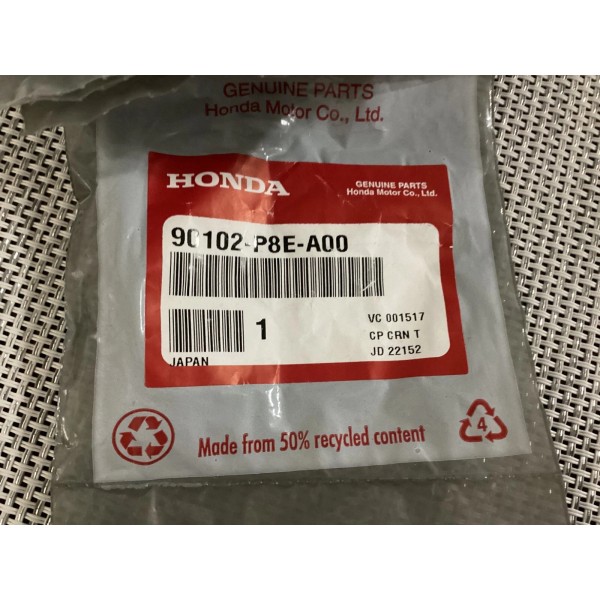 GENUINE PARTS
Honda Motor Co., Ltd.
HONDA
GENUINE PARTS
Honda Motor Co., Ltd.
90102-P8E-A00
1
VC 001517
CP CRN T
JD 22152
JAPAN
Made from 50% recycled content
4